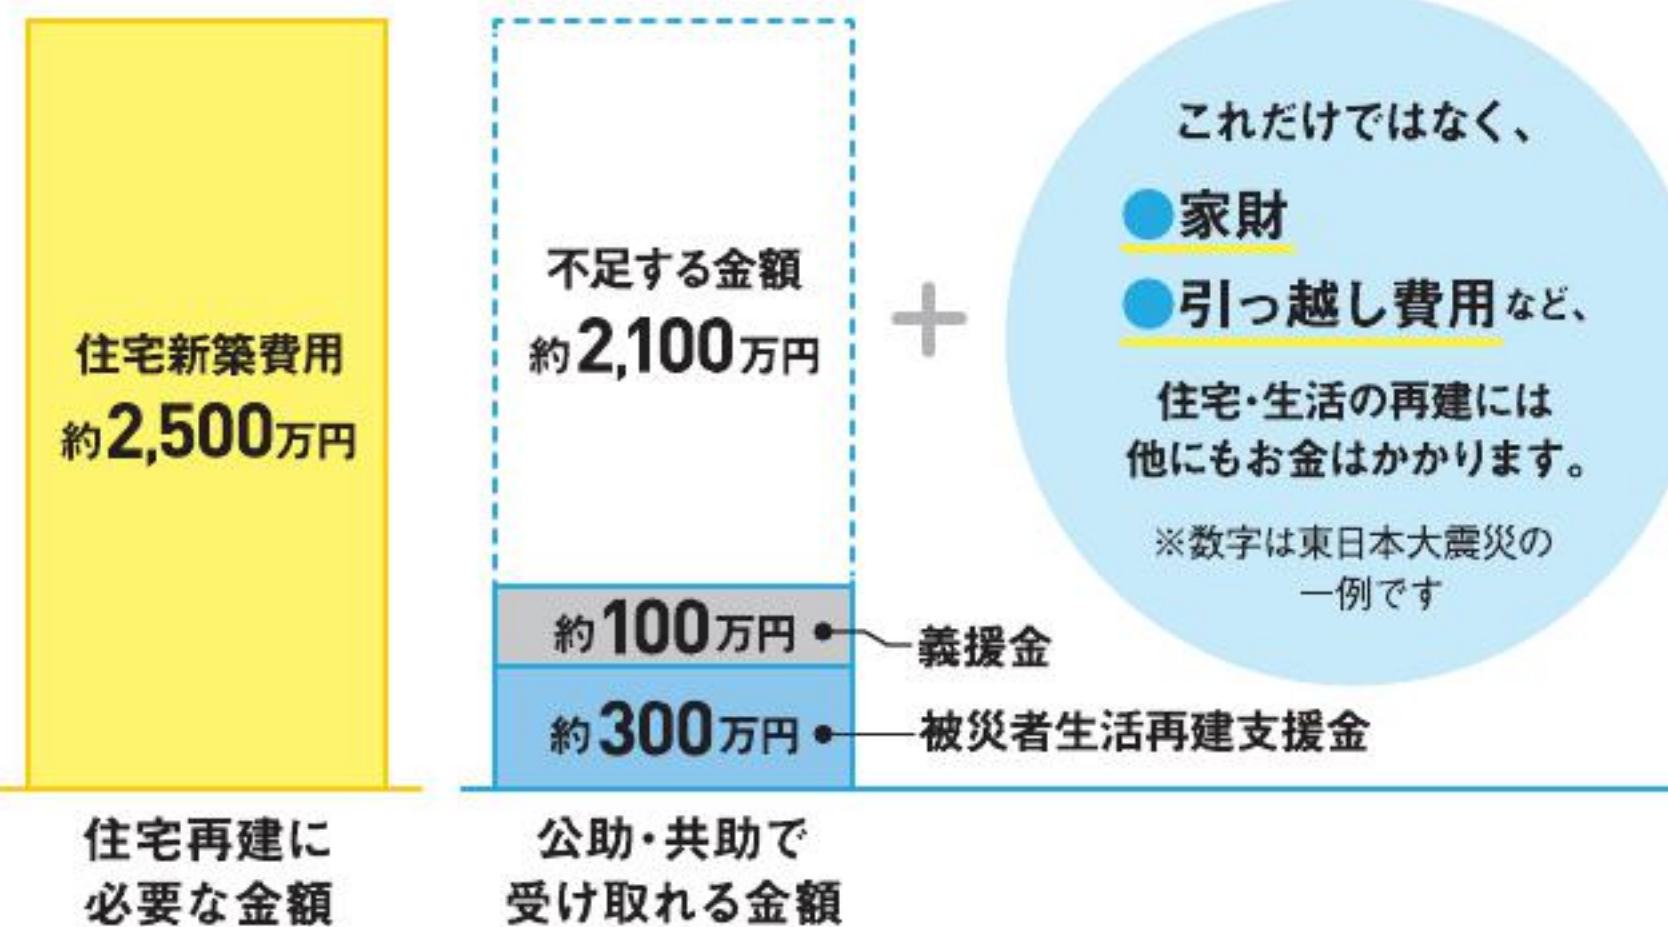 住宅新築費用
約2,500万円
住宅再建に
必要な金額
不足する金額
約2,100万円
約100万円
義援金
約300万円
被災者生活再建支援金
公助・共助で
受け取れる金額
+
これだけではなく、
●家財
●引っ越し費用など、
住宅・生活の再建には
他にもお金はかかります。
※数字は東日本大震災の
一例です